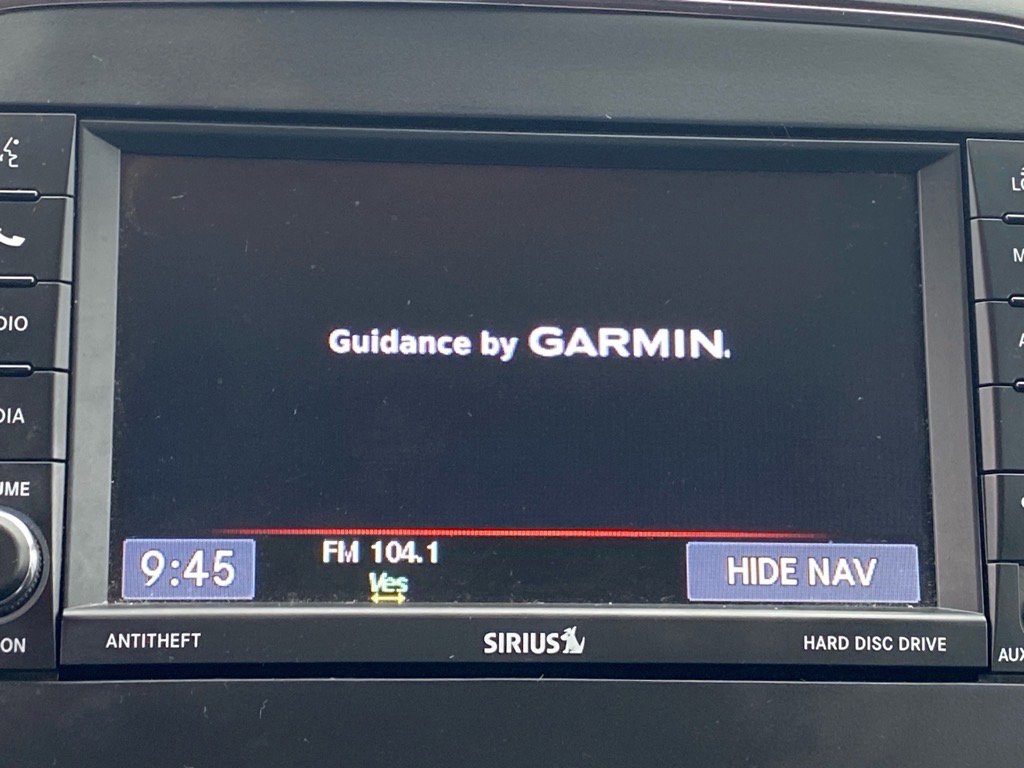 Guidance by GARMIN.
FM 104.1
9:45
Ves
HIDE NAV
ANTITHEFT
SIRIUS
HARD DISC DRIVE
DIO
DIA
UME
ON
AUX